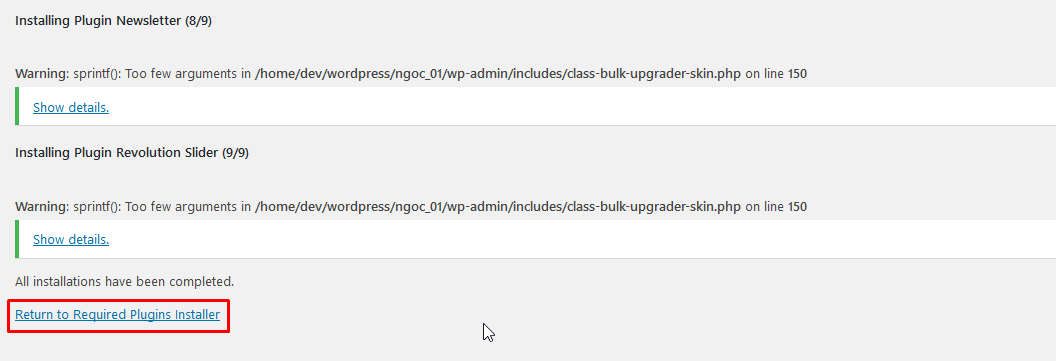 Installing Plugin Newsletter (8/9)
Warning: sprintf(): Too few arguments in /home/dev/wordpress/ngoc_01/wp-admin/includes/class-bulk-upgrader-skin.php on line 150
Show details.
Installing Plugin Revolution Slider (9/9)
Warning: sprintf(): Too few arguments in /home/dev/wordpress/ngoc_01/wp-admin/includes/class-bulk-upgrader-skin.php on line 150
Show details.
All installations have been completed.
Return to Required Plugins Installer